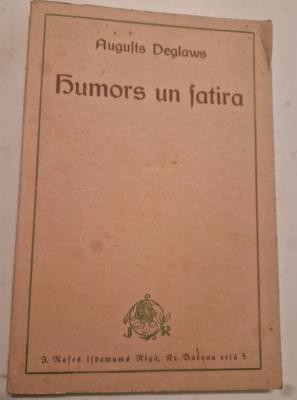 Augusts Deglaws
Humors un satira
J R
J. Roses isdewums Rigā, Kr. Barona eelā 5.